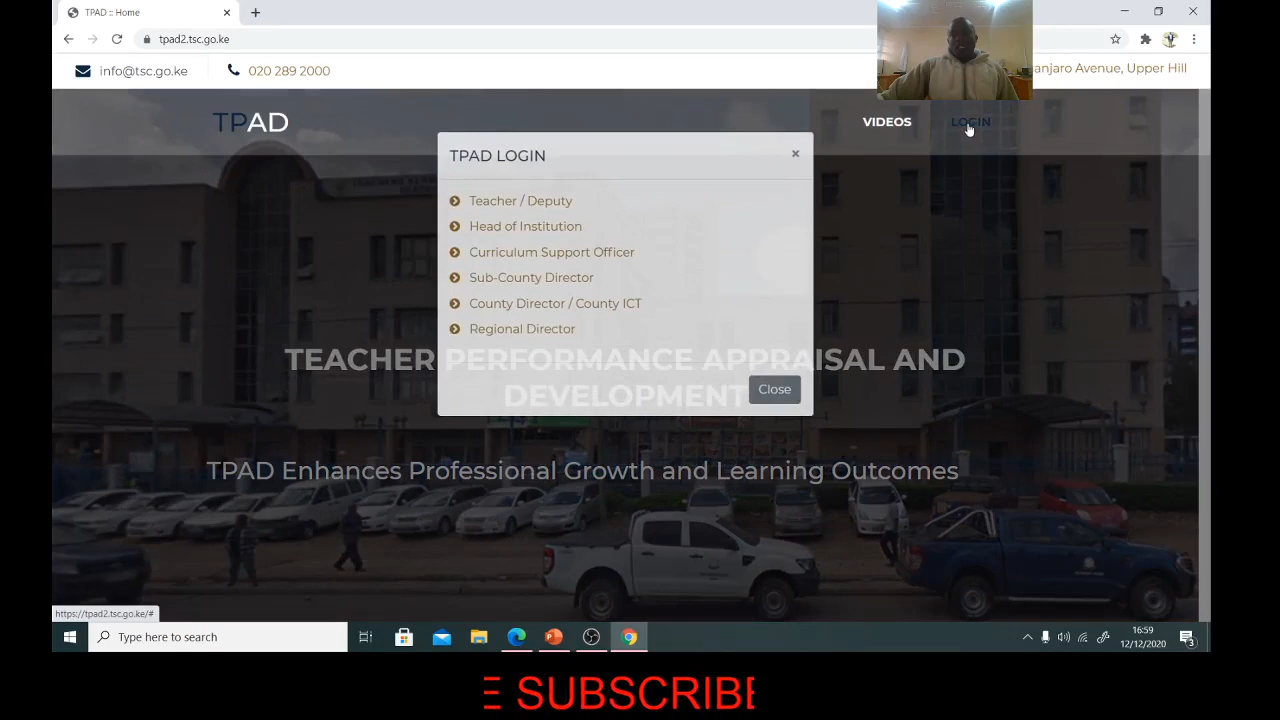 TPAD :: Home
tpad2.tsc.go.ke
info@tsc.go.ke
020 289 2000
anjaro Avenue, Upper Hill
TPAD
VIDEOS
LOGIN
TPAD LOGIN
Teacher / Deputy
Head of Institution
Curriculum Support Officer
Sub-County Director
County Director / County ICT
Regional Director
Close
TEACHER PERFORMANCE APPRAISAL AND
DEVELOPMENT
TPAD Enhances Professional Growth and Learning Outcomes
https://tpad2.tsc.go.ke/#
Type here to search
16:59
12/12/2020
3
SUBSCRIBE